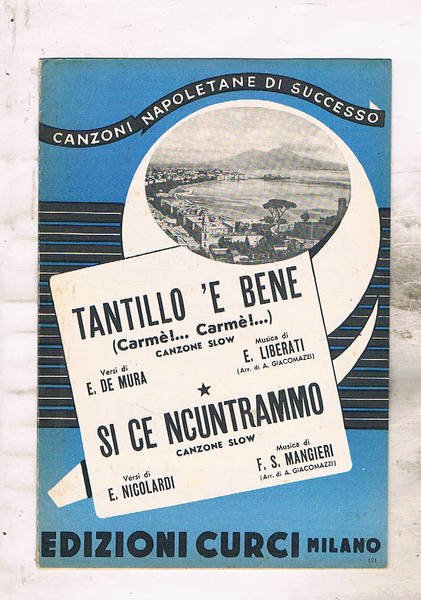 CANZONI NAPOLETANE DI SUCCESSO
TANTILLO 'E BENE
(Carmè!... Carmè!...)
CANZONE SLOW
Versi di
E. DE MURA
Musica di
E. LIBERATI
(Arr. di A. GIACOMAZZI)
SI CE NCUNTRAMMO
CANZONE SLOW
Versi di
E. NICOLARDI
Musica di
F. S. MANGIERI
(Arr. di A. GIACOMAZZI)
EDIZIONI CURCI MILANO
171